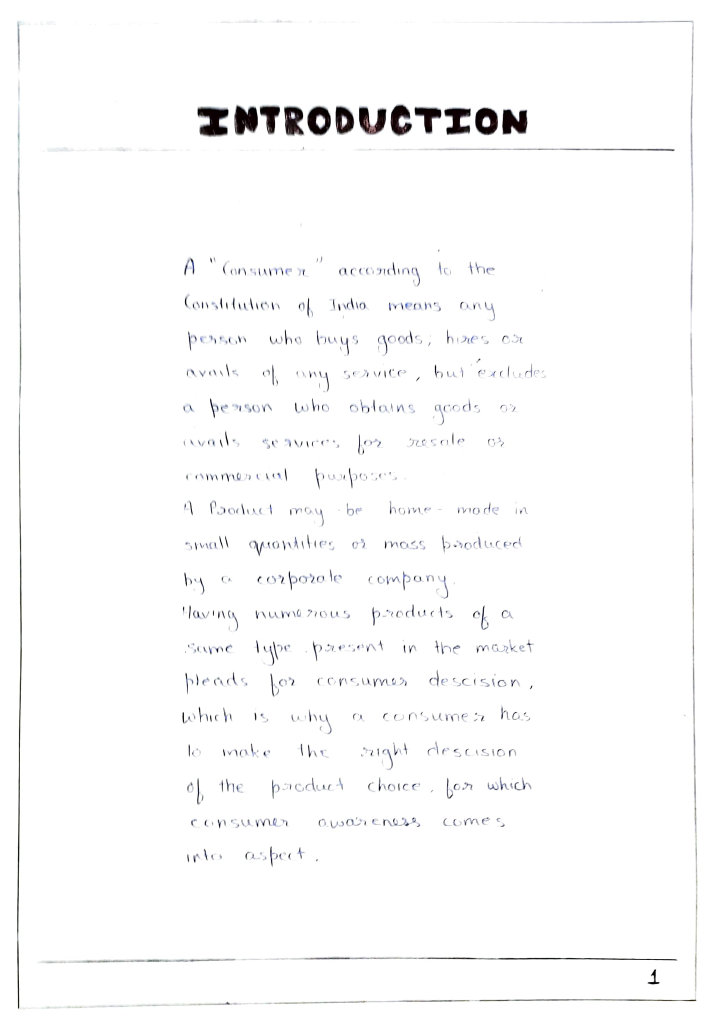 INTRODUCTION
A "Consumer" according to the
Constitution of India means any
person who buys goods, hires or
avails of any service, but excludes
a person who obtains goods or
avails services for resale or
commercial purposes.
A Product may be home-made in
small quantities or mass produced
by a corporate company.
Having numerous products of a
same type present in the market
pleads for consumer descision,
which is why a consumer has
to make the right descision
of the product choice, for which
consumer awareness comes
into aspect.
1